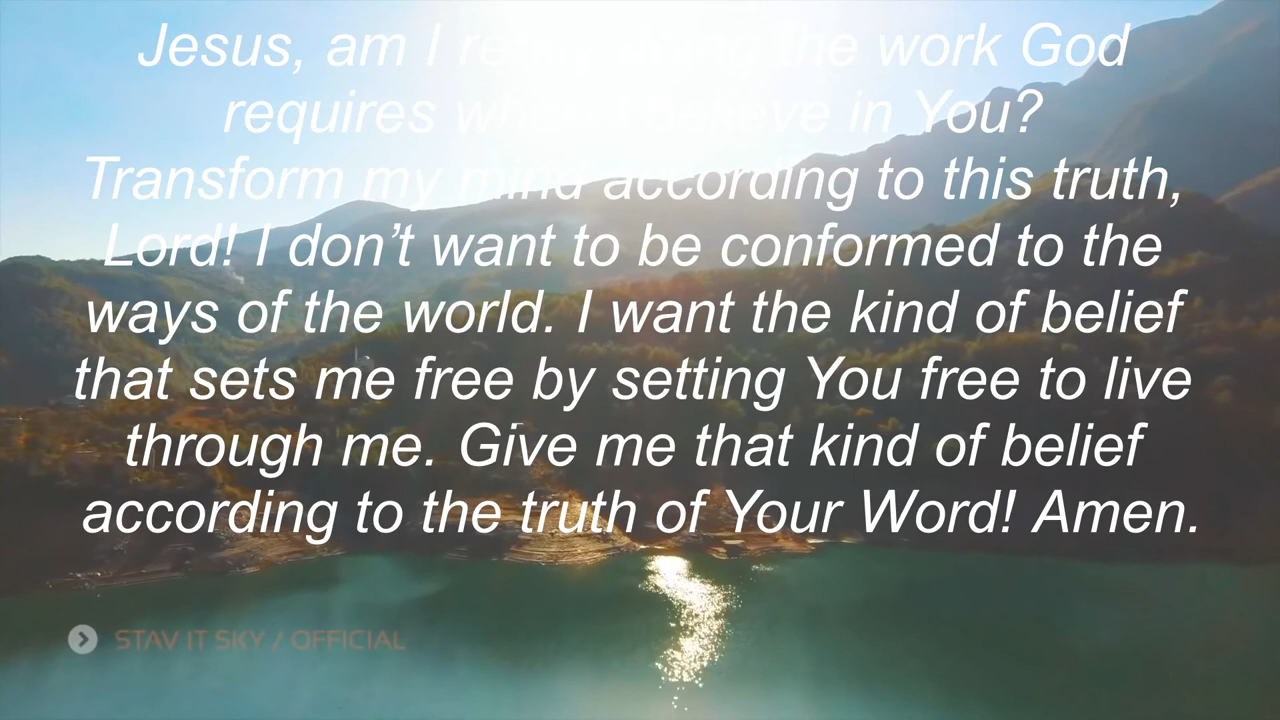 Jesus, am I the work God
requires believe in You?
Transform my mind according to this truth,
Lord! I don’t want to be conformed to the
ways of the world. I want the kind of belief
that sets me free by setting You free to live
through me. Give me that kind of belief
according to the truth of Your Word! Amen.
STAV IT SKY / OFFICIAL